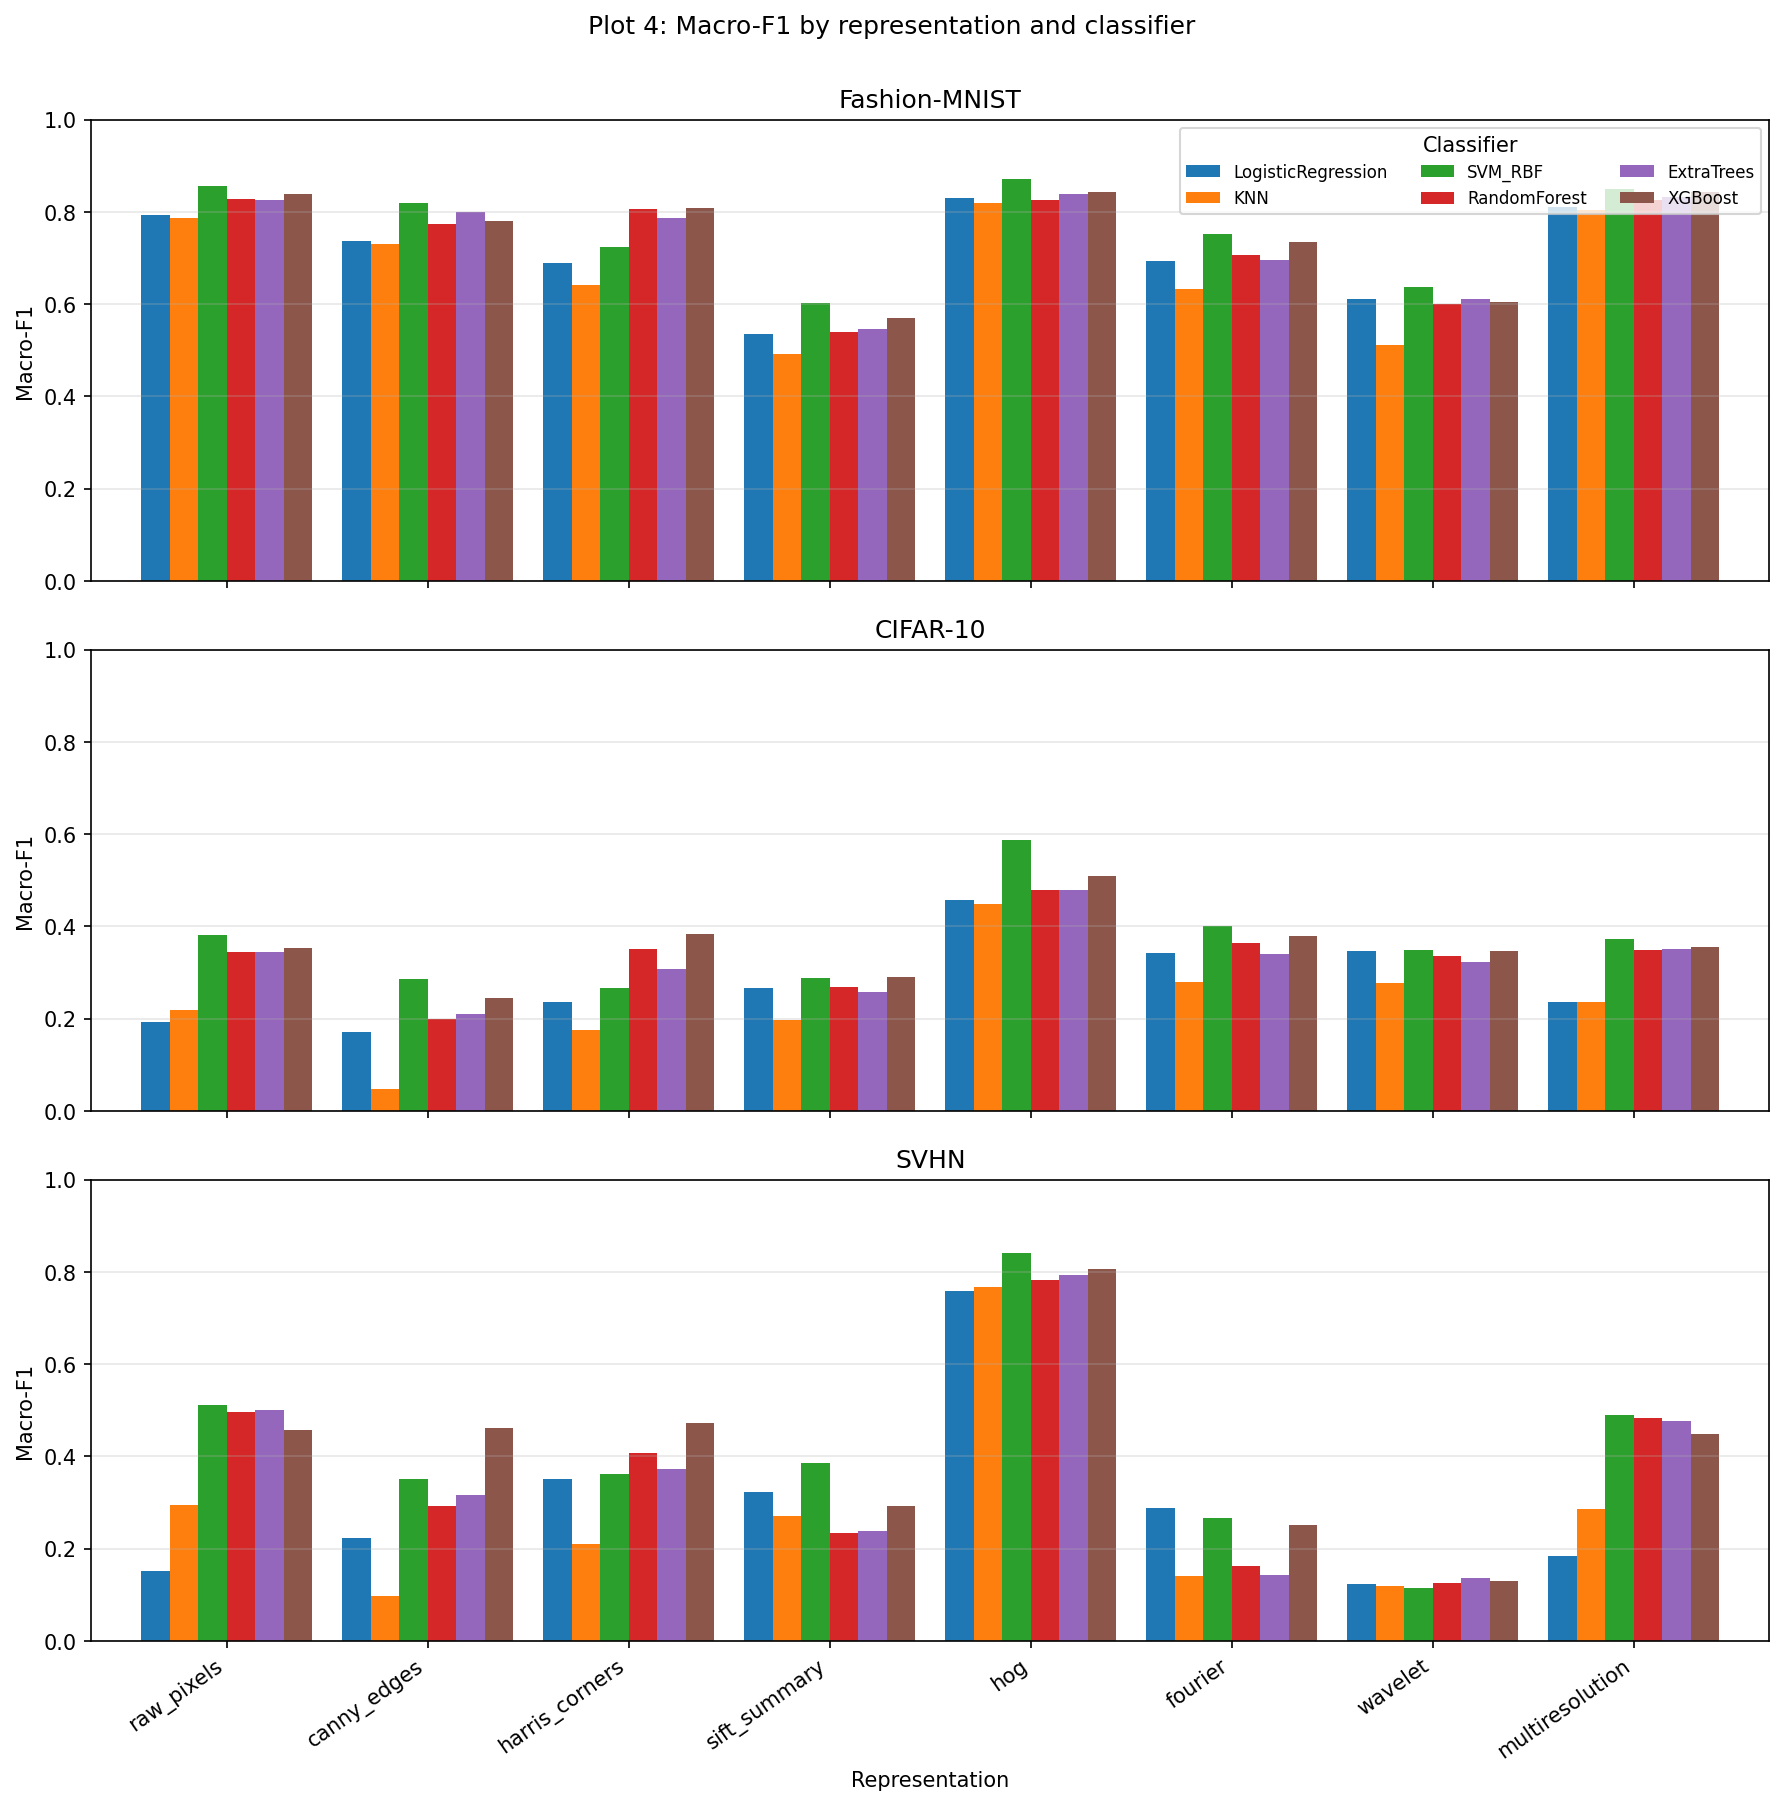 Plot 4: Macro-F1 by representation and classifier
Fashion-MNIST
1.0
0.8
0.6
0.4
0.2
0.0
Macro-F1
Classifier
LogisticRegression
KNN
SVM_RBF
RandomForest
ExtraTrees
XGBoost
CIFAR-10
1.0
0.8
0.6
0.4
0.2
0.0
Macro-F1
SVHN
1.0
0.8
0.6
0.4
0.2
0.0
Macro-F1
raw_pixels
canny_edges
harris_corners
sift_summary
hog
fourier
wavelet
multiresolution
Representation